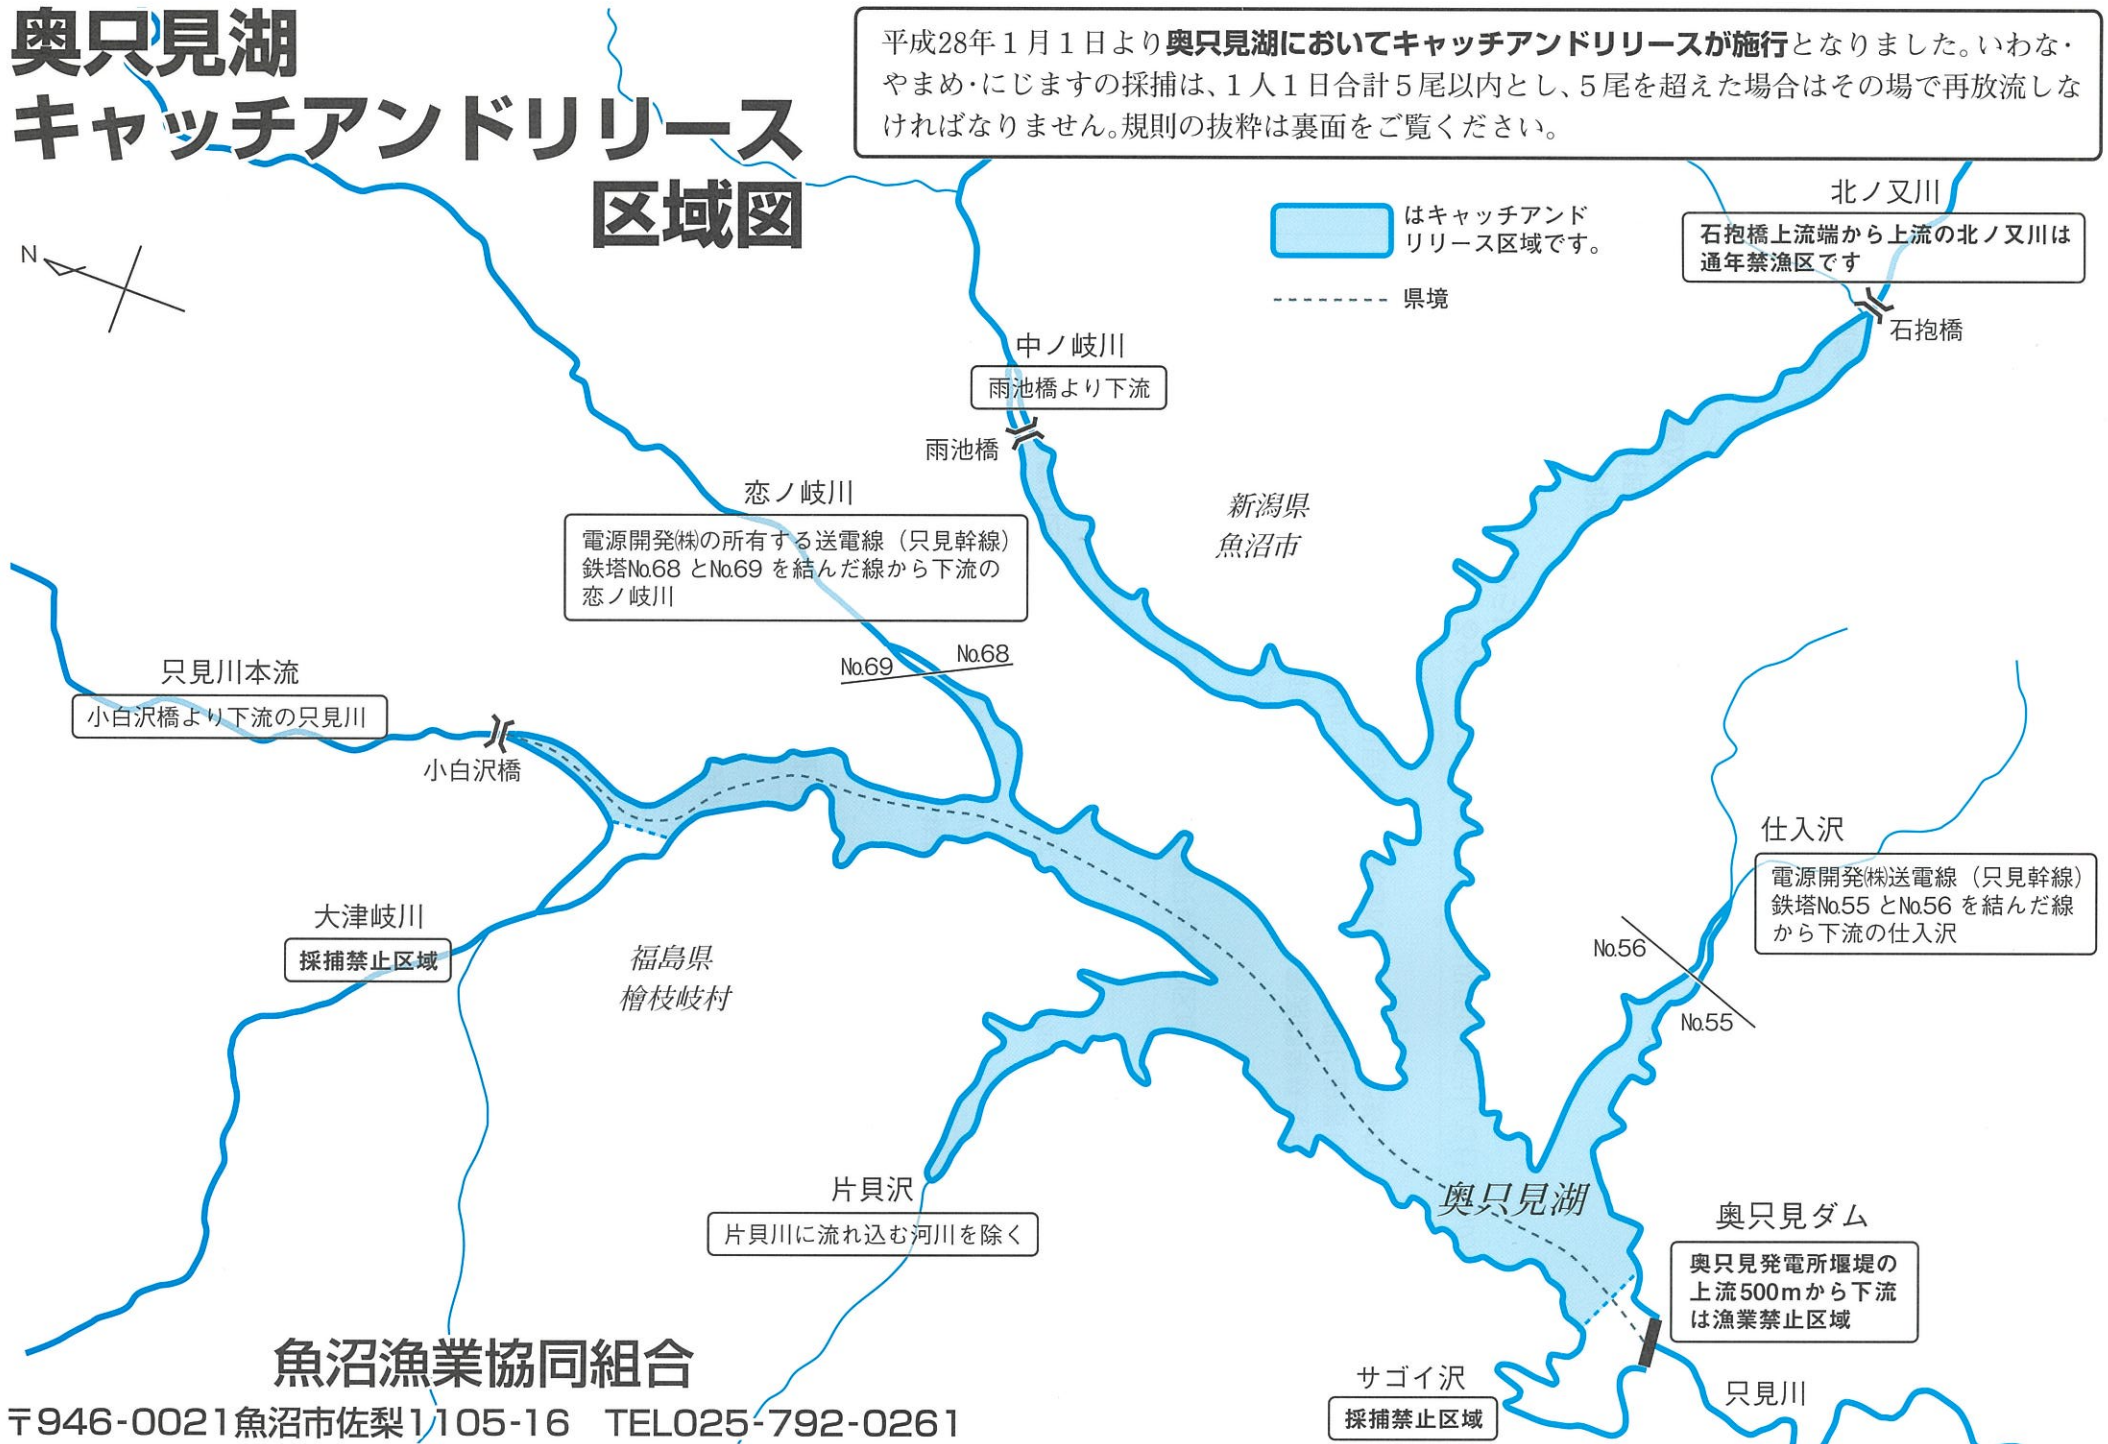 奥只見湖
キャッチアンドリリース
区域図
平成28年1月1日より奥只見湖においてキャッチアンドリリースが施行となりました。いわな・
やまめ・にじますの採捕は、1人1日合計5尾以内とし、5尾を超えた場合はその場で再放流しな
ければなりません。規則の抜粋は裏面をご覧ください。
はキャッチアンド
リリース区域です。
県境
N
北ノ又川
石抱橋上流端から上流の北ノ又川は
通年禁漁区です
石抱橋
中ノ岐川
雨池橋より下流
雨池橋
新潟県
魚沼市
恋ノ岐川
電源開発㈱の所有する送電線（只見幹線）
鉄塔№68 と№69 を結んだ線から下流の
恋ノ岐川
№69
№68
只見川本流
小白沢橋より下流の只見川
小白沢橋
仕入沢
電源開発㈱送電線（只見幹線）
鉄塔№55 と№56 を結んだ線
から下流の仕入沢
№56
№55
大津岐川
採捕禁止区域
福島県
檜枝岐村
片貝沢
片貝川に流れ込む河川を除く
奥只見湖
奥只見ダム
奥只見発電所堰堤の
上流500mから下流
は漁業禁止区域
サゴイ沢
採捕禁止区域
只見川
魚沼漁業協同組合
〒946-0021魚沼市佐梨1105-16 TEL025-792-0261